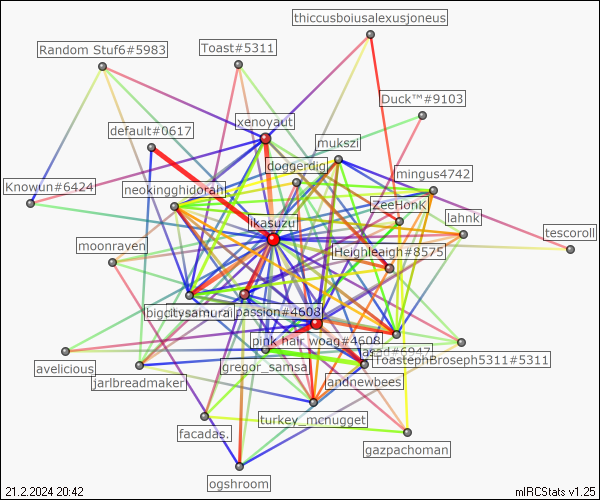 thiccusboiusalexusjoneus
Random Stuf6#5983
Toast#5311
Duck™#9103
xenoyaut
default#0617
mukszi
doggerdig
mingus4742
Knowun#6424
neokingghidorah
ZeeHonK
ikasuzu
lahnk
tescoroll
moonraven
Heighleaigh#8575
bigcitysamurai
passion#4608
pink hair woag#4608
asad#6947
ToastephBroseph5311#5311
avelicious
gregor_samsa
jarlbreadmaker
andnewbees
turkey_mcnugget
facadas.
gazpachoman
ogshroom
21.2.2024 20:42
mIRCStats v1.25